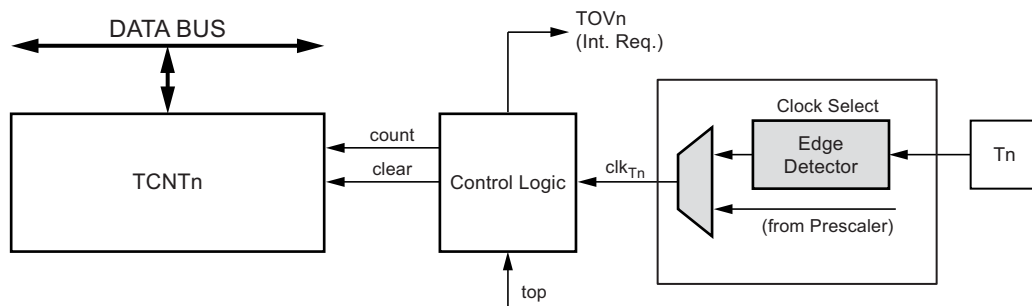 DATA BUS
TOVn
(Int. Req.)
TCNTn
count
clear
Control Logic
clkTn
Clock Select
Edge
Detector
(from Prescaler)
Tn
top